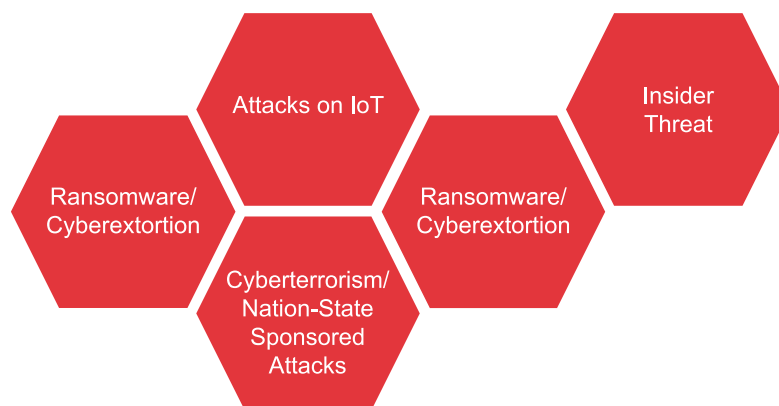 Attacks on IoT
Insider
Threat
Ransomware/
Cyberextortion
Ransomware/
Cyberextortion
Cyberterrorism/
Nation-State
Sponsored
Attacks